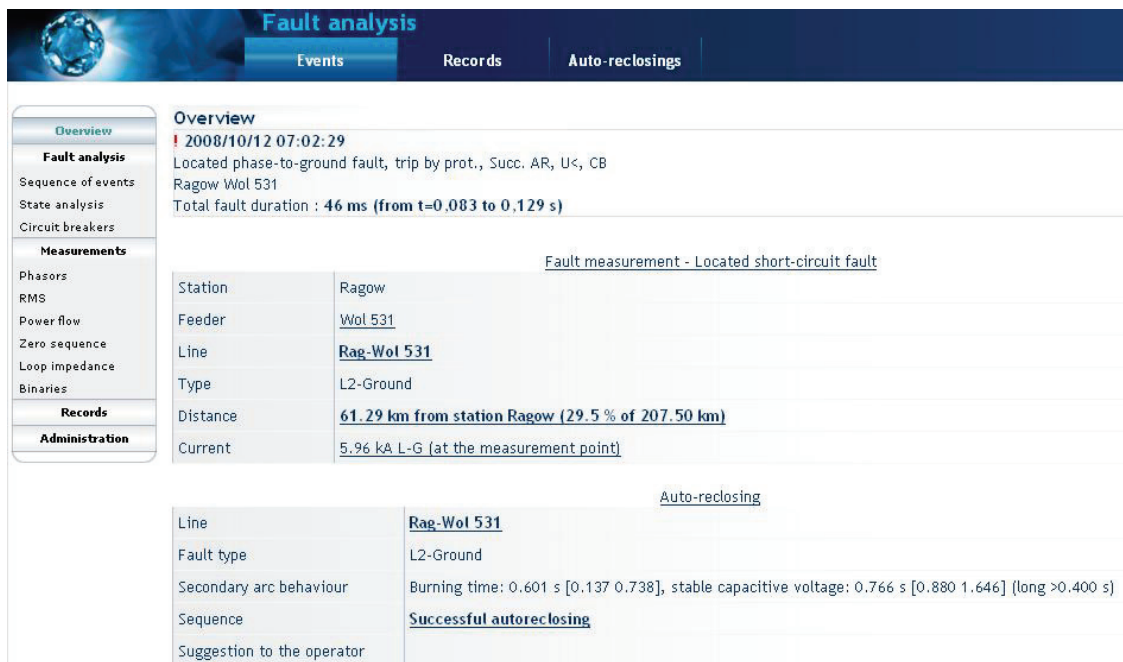 Fault analysis
Events Records Auto-reclosings
Overview
Fault analysis
Sequence of events
State analysis
Circuit breakers
Measurements
Phasors
RMS
Power flow
Zero sequence
Loop impedance
Binaries
Records
Administration
Overview
! 2008/10/12 07:02:29
Located phase-to-ground fault, trip by prot., Succ. AR, U<, CB
Ragow Wol 531
Total fault duration : 46 ms (from t=0,083 to 0,129 s)
Fault measurement - Located short-circuit fault
Station Ragow
Feeder Wol 531
Line Rag-Wol 531
Type L2-Ground
Distance 61.29 km from station Ragow (29.5 % of 207.50 km)
Current 5.96 kA L-G (at the measurement point)
Auto-reclosing
Line Rag-Wol 531
Fault type L2-Ground
Secondary arc behaviour Burning time: 0.601 s [0.137 0.738], stable capacitive voltage: 0.766 s [0.880 1.646] (long >0.400 s)
Sequence Successful autoreclosing
Suggestion to the operator